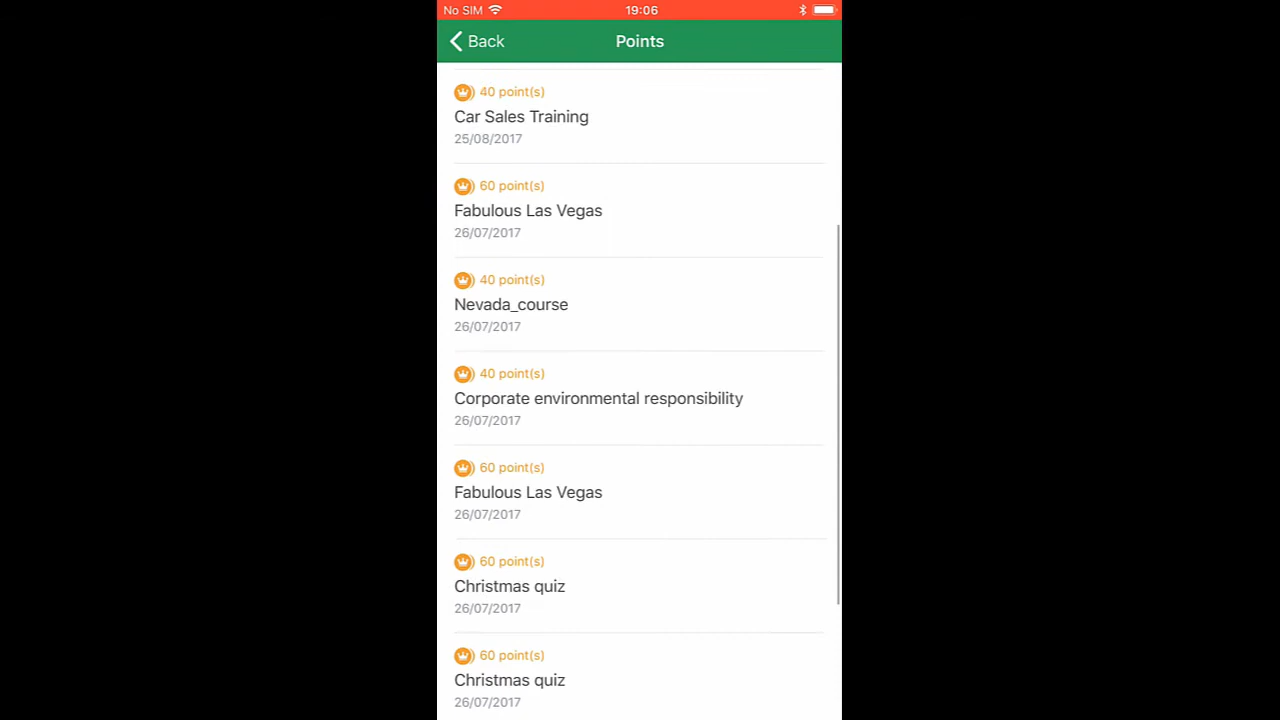 No SIM 19:06
Back Points
40 point(s)
Car Sales Training
25/08/2017
60 point(s)
Fabulous Las Vegas
26/07/2017
40 point(s)
Nevada_course
26/07/2017
40 point(s)
Corporate environmental responsibility
26/07/2017
60 point(s)
Fabulous Las Vegas
26/07/2017
60 point(s)
Christmas quiz
26/07/2017
60 point(s)
Christmas quiz
26/07/2017